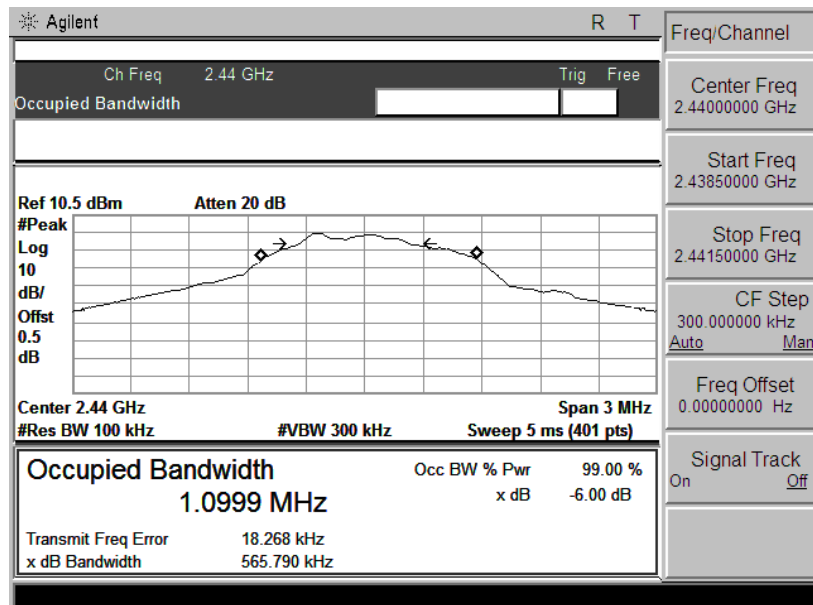 Agilent R T
Freq/Channel
Ch Freq 2.44 GHz Trig Free
Occupied Bandwidth
Center Freq
2.44000000 GHz
Start Freq
2.43850000 GHz
Stop Freq
2.44150000 GHz
CF Step
300.000000 kHz
Auto Man
Freq Offset
0.00000000 Hz
Signal Track
On Off
Ref 10.5 dBm Atten 20 dB
#Peak
Log
10
dB/
Offst
0.5
dB
Center 2.44 GHz Span 3 MHz
#Res BW 100 kHz #VBW 300 kHz Sweep 5 ms (401 pts)
Occupied Bandwidth
1.0999 MHz
Occ BW % Pwr 99.00 %
x dB -6.00 dB
Transmit Freq Error 18.268 kHz
x dB Bandwidth 565.790 kHz